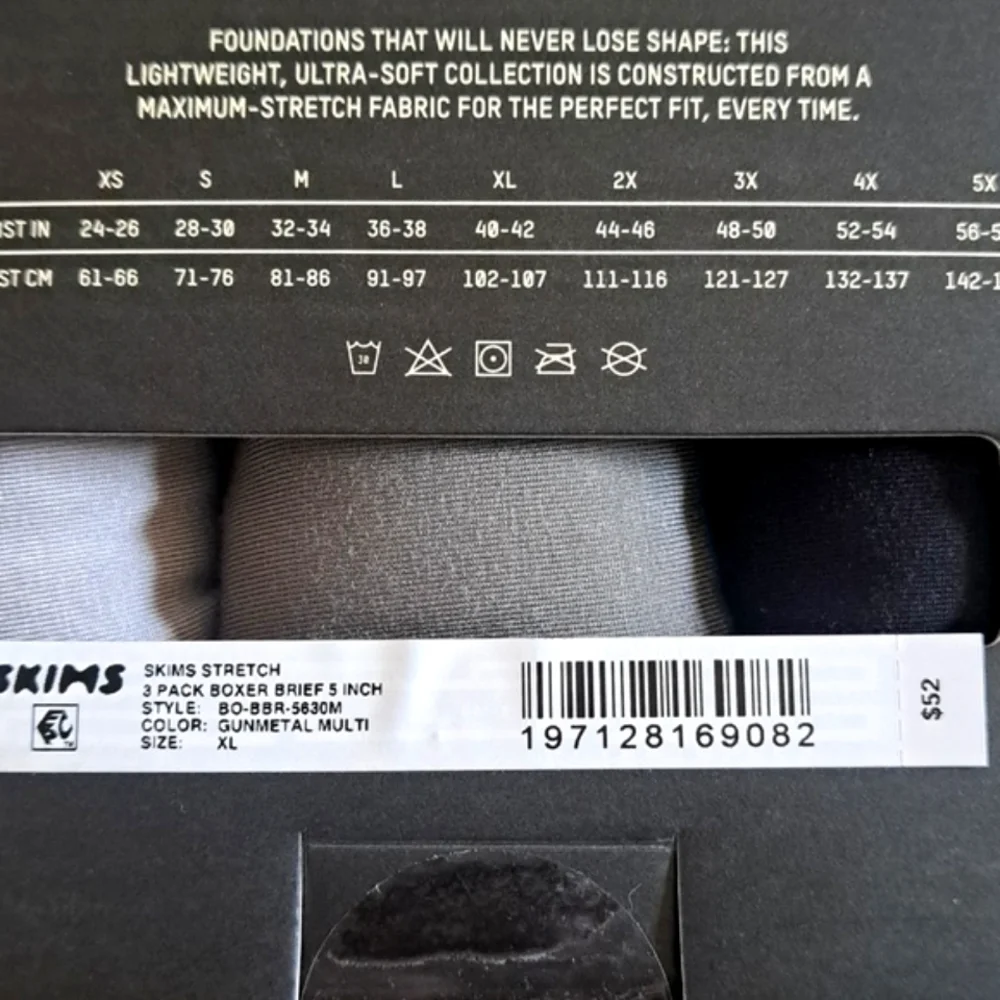 FOUNDATIONS THAT WILL NEVER LOSE SHAPE: THIS
LIGHTWEIGHT, ULTRA-SOFT COLLECTION IS CONSTRUCTED FROM A
MAXIMUM-STRETCH FABRIC FOR THE PERFECT FIT, EVERY TIME.
XS S M L XL 2X 3X 4X 5X
IN 24-26 28-30 32-34 36-38 40-42 44-46 48-50 52-54
CM 61-66 71-76 81-86 91-97 102-107 111-116 121-127 132-137
30
SKIMS
SKIMS STRETCH
3 PACK BOXER BRIEF 5 INCH
STYLE: BO-BBR-5630M
COLOR: GUNMETAL MULTI
SIZE: XL
197128169082
$52